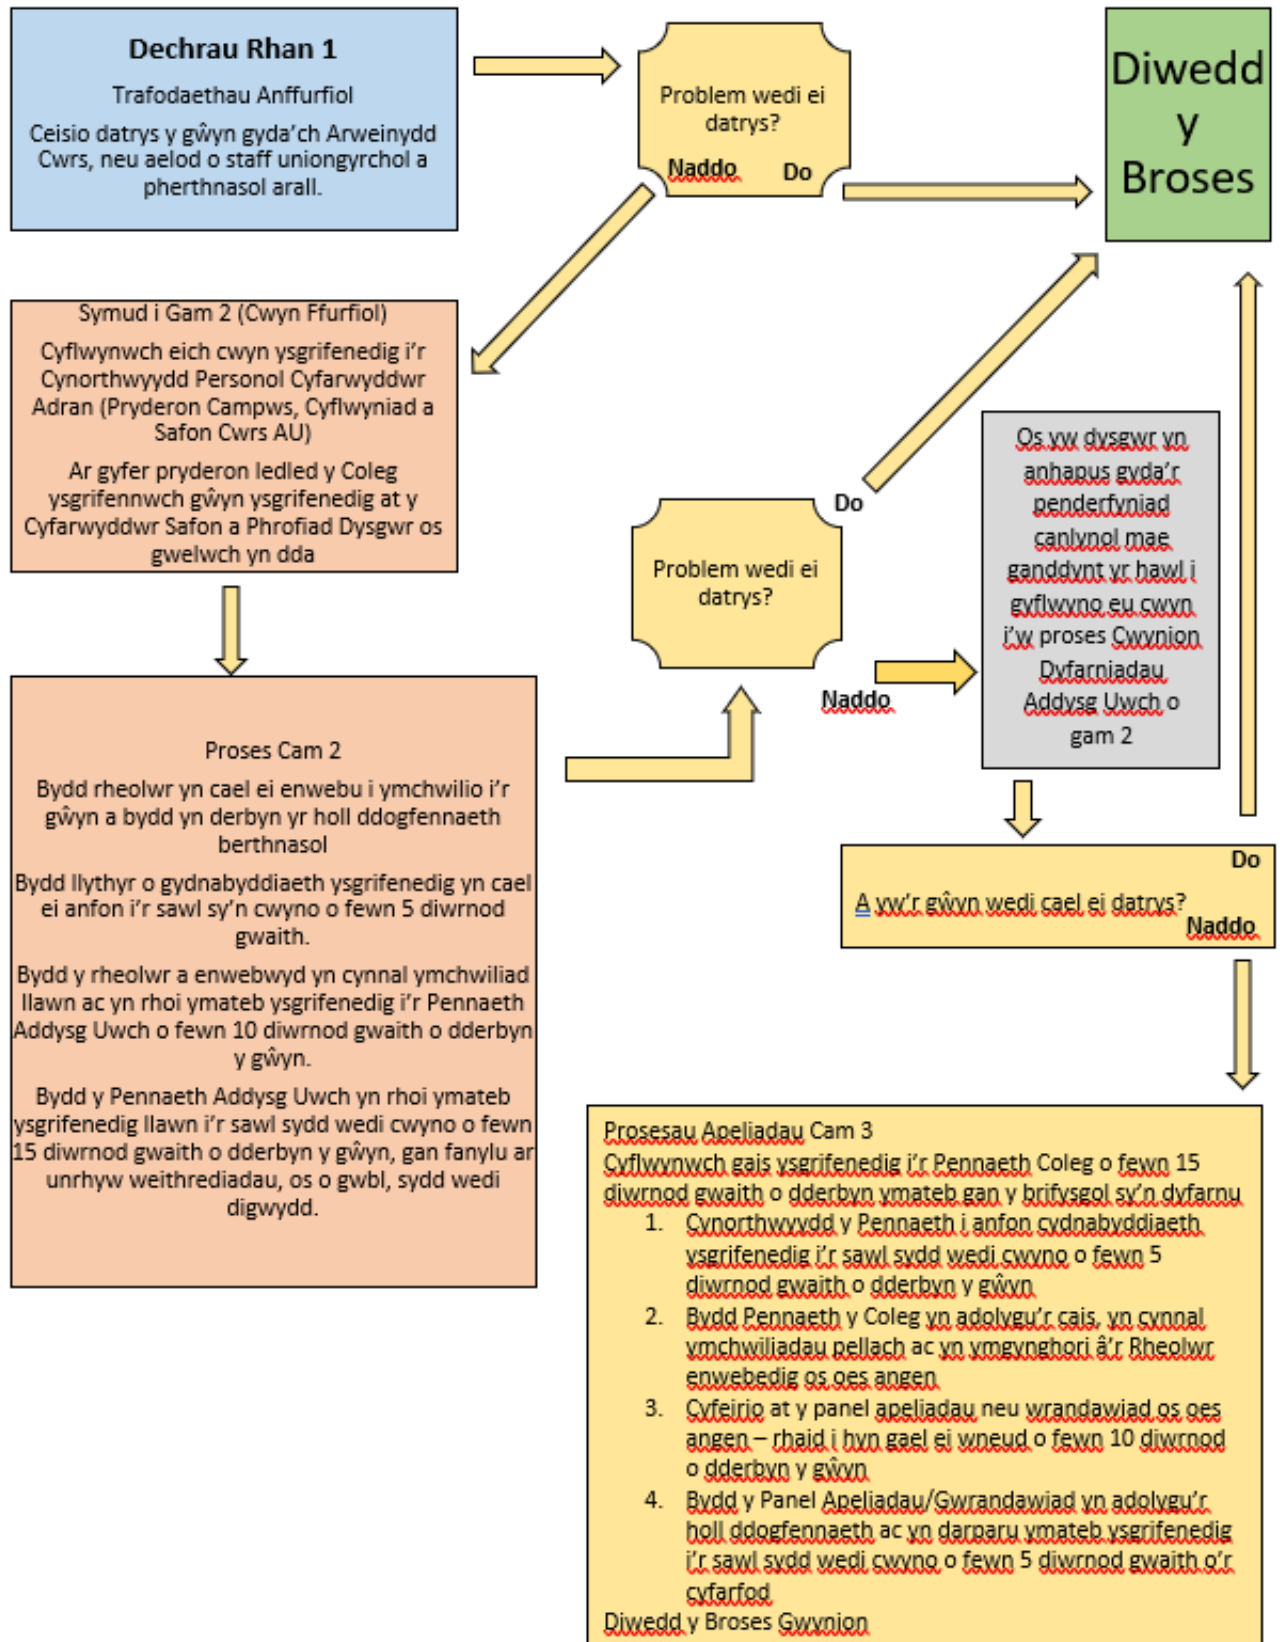 Dechrau Rhan 1
Trafodaethau Anffurfiol
Ceisio datrys y gŵyn gyda'ch Arweinydd
Cwrs, neu aelod o staff uniongyrchol a
pherthnasol arall.
Problem wedi ei
datrys?
Naddo Do
Diwedd
y
Broses
Symud i Gam 2 (Cwyn Ffurfiol)
Cyflwynwch eich cwyn ysgrifenedig i'r
Cynorthwyydd Personol Cyfarwyddwr
Adran (Pryderon Campws, Cyflwyniad a
Safon Cwrs AU)
Ar gyfer pryderon ledled y Coleg
ysgrifennwch gŵyn ysgrifenedig at y
Cyfarwyddwr Safon a Phrofiad Dysgwr os
gwelwch yn dda
Do
Problem wedi ei
datrys?
Naddo
Os yw dysgwr yn
anhapus gyda'r
penderfyniad
canlynol mae
ganddynt yr hawl i
gyflwyno eu cwyn
i'w proses Cwynion
Dyfarniadau
Addysg Uwch o
gam 2
Proses Cam 2
Bydd rheolwr yn cael ei enwebu i ymchwilio i'r
gŵyn a bydd yn derbyn yr holl ddogfennaeth
berthnasol
Bydd llythyr o gydnabyddiaeth ysgrifenedig yn cael
ei anfon i'r sawl sy'n cwyno o fewn 5 diwrnod
gwaith.
Bydd y rheolwr a enwebwyd yn cynnal ymchwiliad
llawn ac yn rhoi ymateb ysgrifenedig i'r Pennaeth
Addysg Uwch o fewn 10 diwrnod gwaith o dderbyn
y gŵyn.
Bydd y Pennaeth Addysg Uwch yn rhoi ymateb
ysgrifenedig llawn i'r sawl sydd wedi cwyno o fewn
15 diwrnod gwaith o dderbyn y gŵyn, gan fanylu ar
unrhyw weithrediadau, os o gwbl, sydd wedi
digwydd.
Do
A yw'r gŵyn wedi cael ei datrys?
Naddo
Prosesau Apeliadau Cam 3
Cyflwynwch gais ysgrifenedig i'r Pennaeth Coleg o fewn 15
diwrnod gwaith o dderbyn ymateb gan y brifysgol sy'n dyfarnu
1. Cynorthwyydd y Pennaeth i anfon cydnabyddiaeth
ysgrifenedig i'r sawl sydd wedi cwyno o fewn 5
diwrnod gwaith o dderbyn y gŵyn
2. Bydd Pennaeth y Coleg yn adolygu'r cais, yn cynnal
ymchwiliadau pellach ac yn ymgynghori â'r Rheolwr
enwebedig os oes angen
3. Cyfeirio at y panel apeliadau neu wrandawiad os oes
angen – rhaid i hyn gael ei wneud o fewn 10 diwrnod
o dderbyn y gŵyn
4. Bydd y Panel Apeliadau/Gwrandawiad yn adolygu'r
holl ddogfennaeth ac yn darparu ymateb ysgrifenedig
i'r sawl sydd wedi cwyno o fewn 5 diwrnod gwaith o'r
cyfarfod
Diwedd y Broses Gwynion